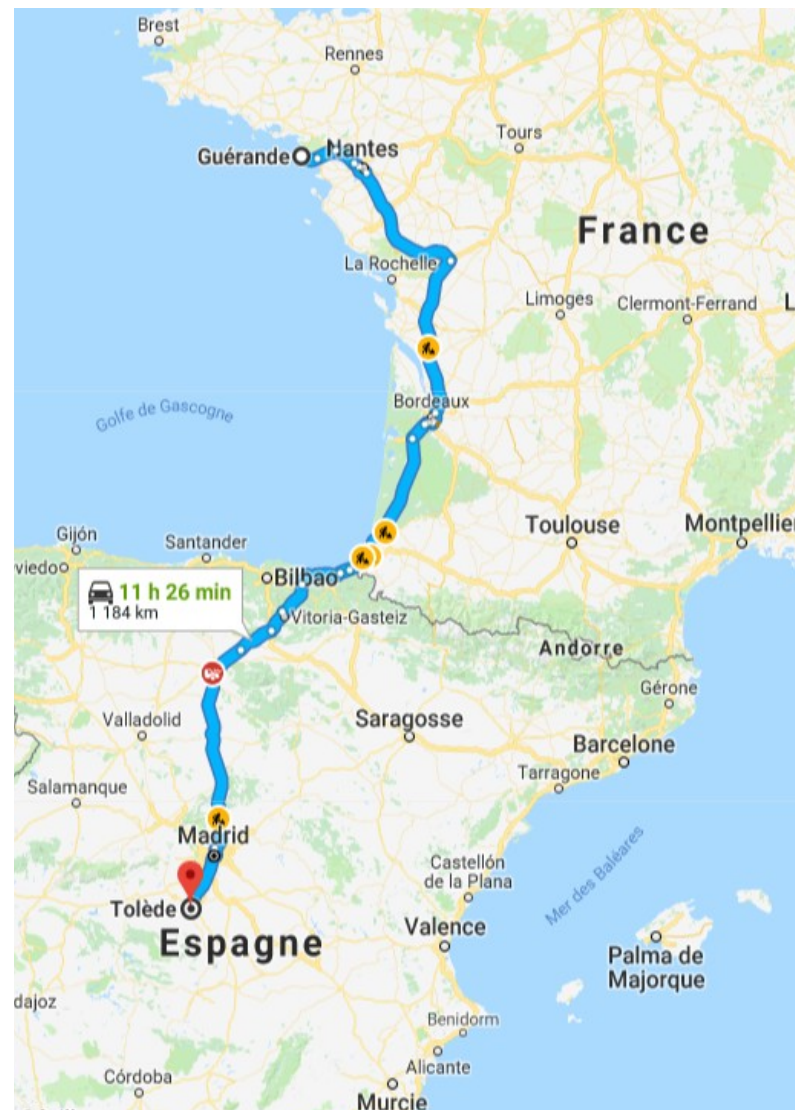 Brest
Rennes
Tours
Guérande
Nantes
France
La Rochelle
Limoges
Clermont-Ferrand
L
Bordeaux
Golfe de Gascogne
Toulouse
Montpellier
Gijón
Santander
viedo
Bilbao
11 h 26 min
1 184 km
Vitoria-Gasteiz
Andorre
Gérone
Valladolid
Saragosse
Barcelone
Tarragone
Salamanque
Madrid
Castellón
de la Plana
Mer des Baléares
Tolède
Espagne
Valence
Palma de
Majorque
dajoz
Benidorm
Alicante
Córdoba
Murcie